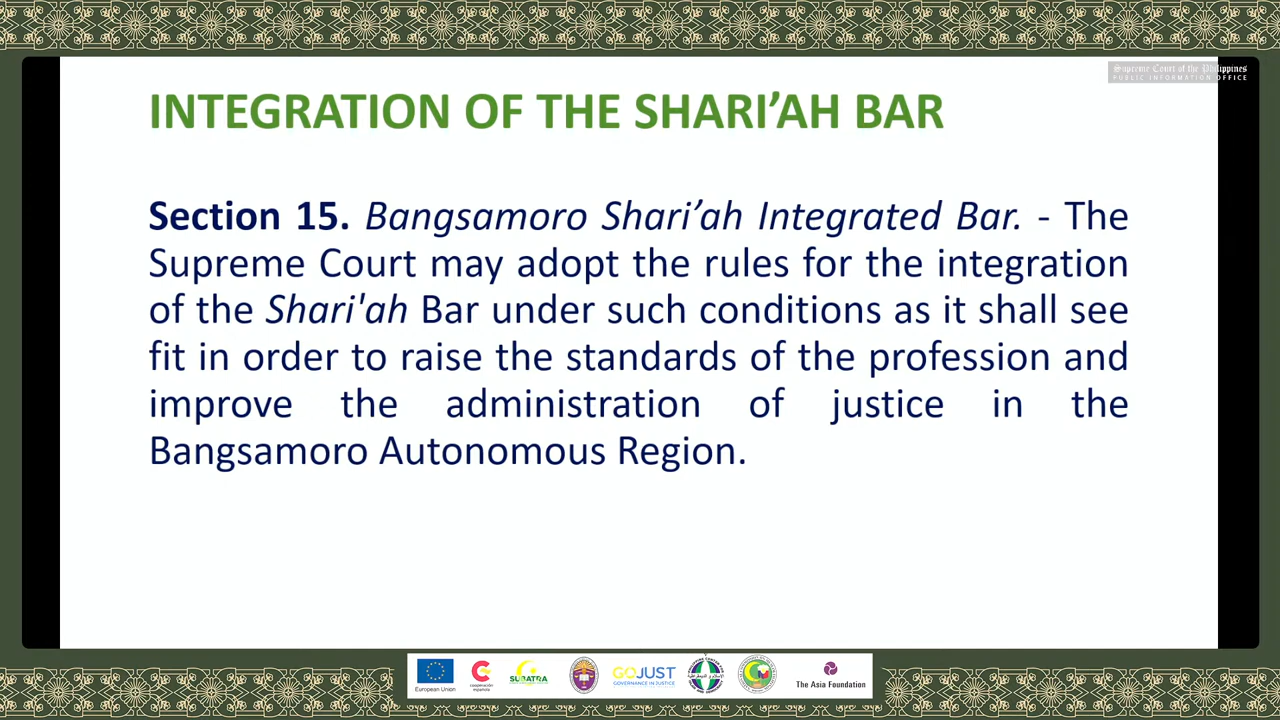 Supreme Court of the Philippines
PUBLIC INFORMATION OFFICE
INTEGRATION OF THE SHARI’AH BAR
Section 15. Bangsamoro Shari’ah Integrated Bar. - The
Supreme Court may adopt the rules for the integration
of the Shari'ah Bar under such conditions as it shall see
fit in order to raise the standards of the profession and
improve the administration of justice in the
Bangsamoro Autonomous Region.
European Union
cooperación
española
SUBATRA
GOJUST
GOVERNANCE IN JUSTICE
The Asia Foundation